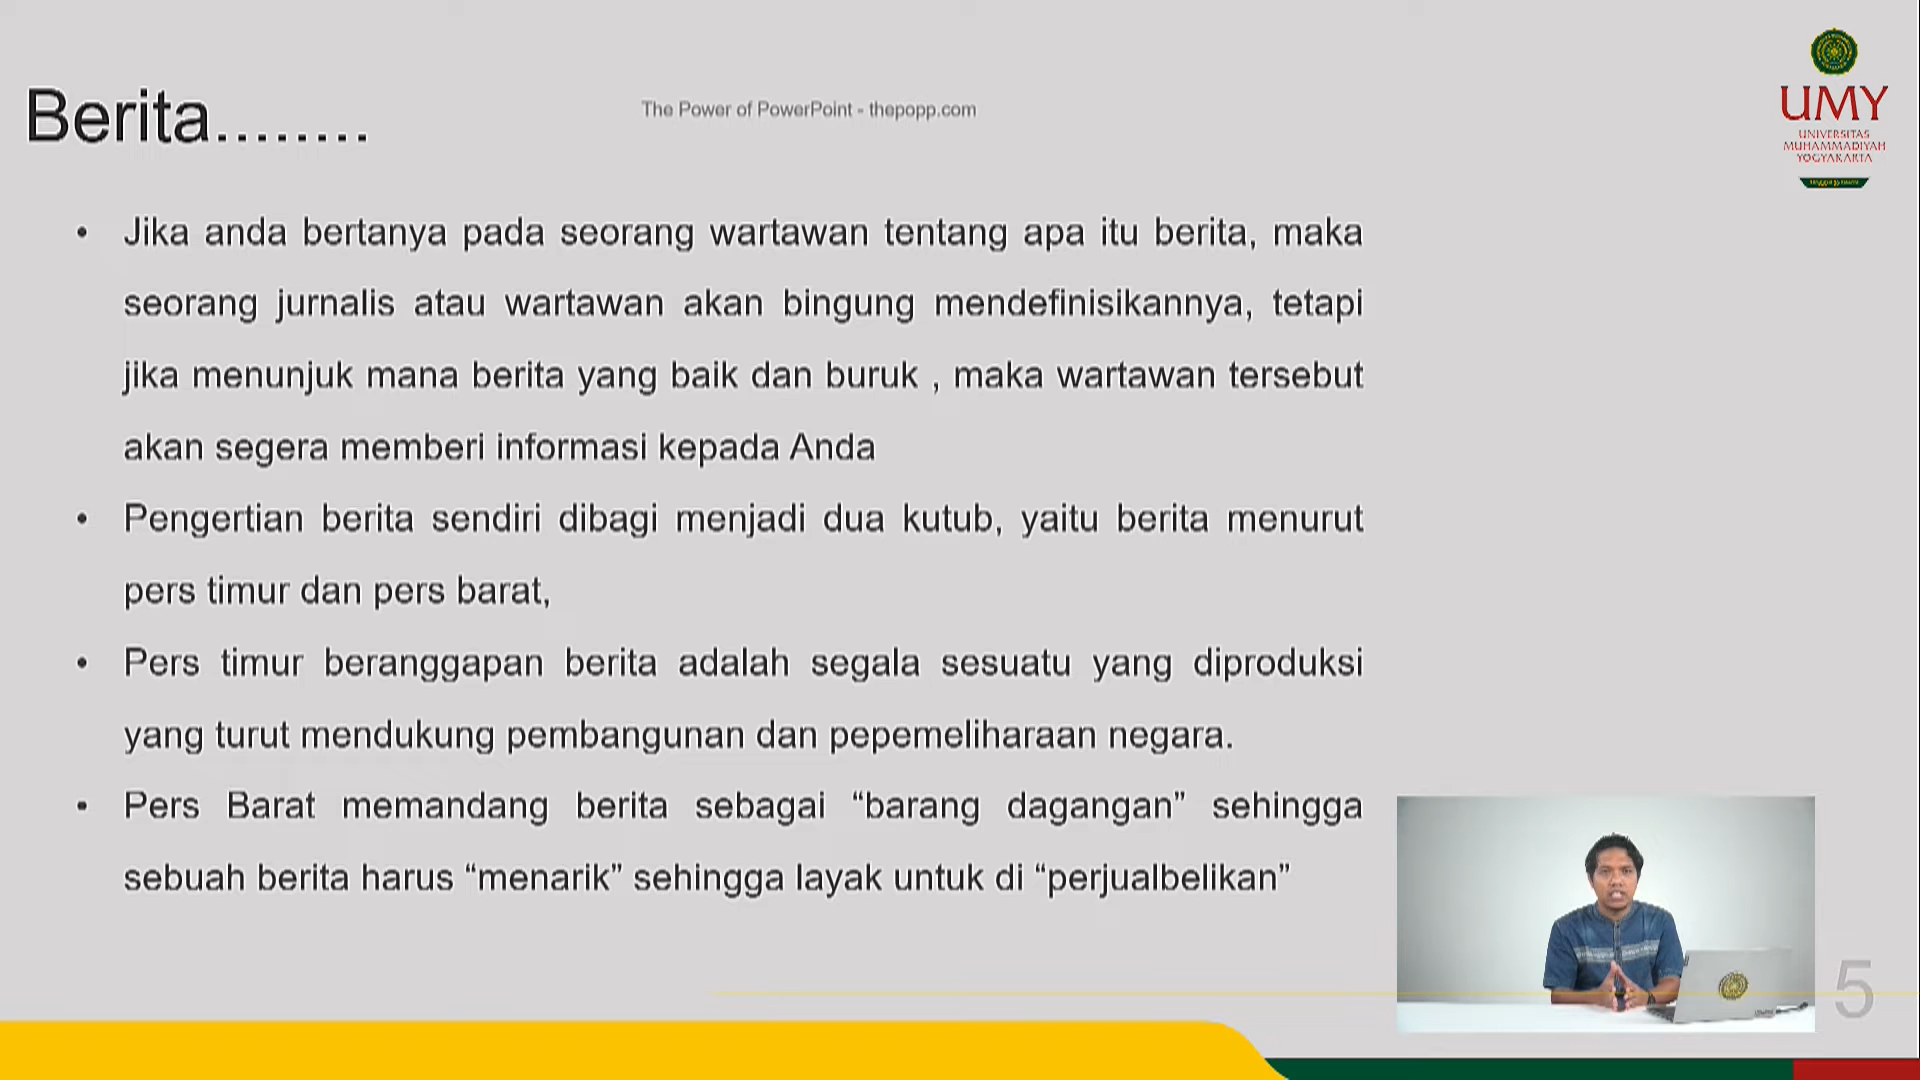 Berita........
The Power of PowerPoint - thepopp.com
UMY
UNIVERSITAS
MUHAMMADIYAH
YOGYAKARTA
• Jika anda bertanya pada seorang wartawan tentang apa itu berita, maka
seorang jurnalis atau wartawan akan bingung mendefinisikannya, tetapi
jika menunjuk mana berita yang baik dan buruk , maka wartawan tersebut
akan segera memberi informasi kepada Anda
• Pengertian berita sendiri dibagi menjadi dua kutub, yaitu berita menurut
pers timur dan pers barat,
• Pers timur beranggapan berita adalah segala sesuatu yang diproduksi
yang turut mendukung pembangunan dan pepemeliharaan negara.
• Pers Barat memandang berita sebagai “barang dagangan” sehingga
sebuah berita harus “menarik” sehingga layak untuk di “perjualbelikan”
5